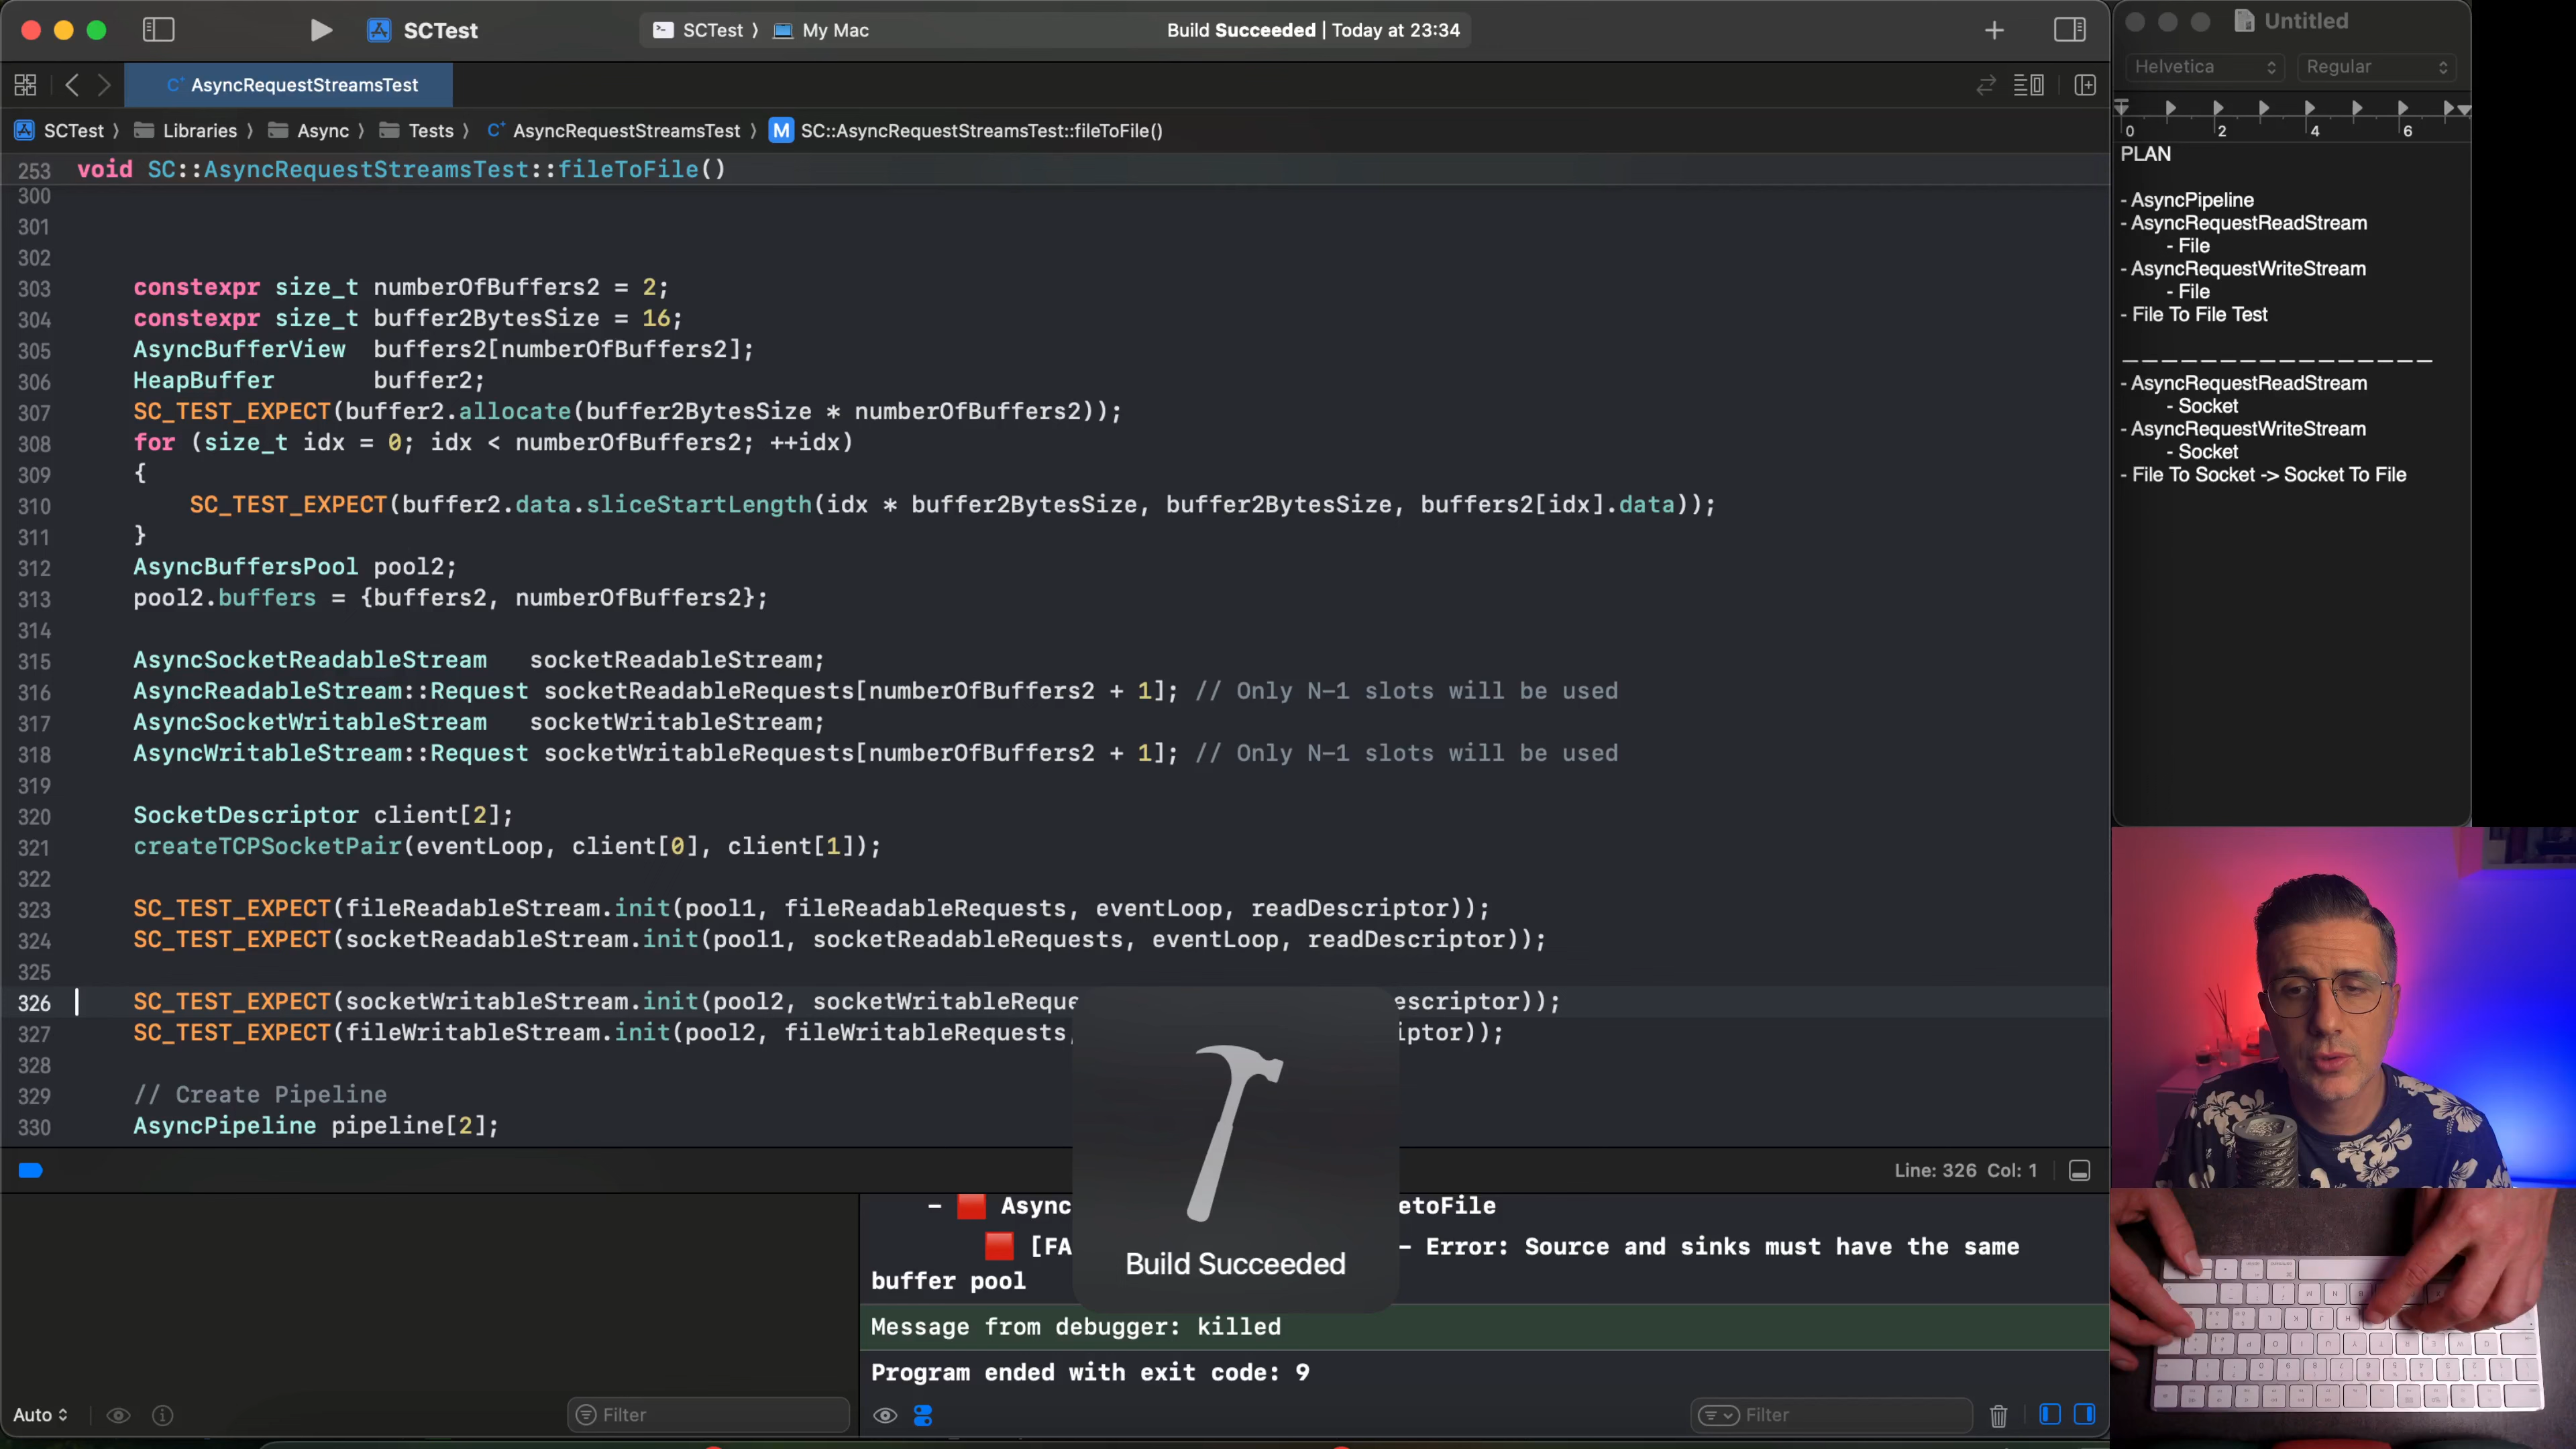 SCTest
SCTest 〉 My Mac
Build Succeeded | Today at 23:34
AsyncRequestStreamsTest
SCTest 〉 Libraries 〉 Async 〉 Tests 〉 AsyncRequestStreamsTest 〉 M SC::AsyncRequestStreamsTest::fileToFile()
253 void SC::AsyncRequestStreamsTest::fileToFile()
300
301
302
303 constexpr size_t numberOfBuffers2 = 2;
304 constexpr size_t buffer2BytesSize = 16;
305 AsyncBufferView buffers2[numberOfBuffers2];
306 HeapBuffer buffer2;
307 SC_TEST_EXPECT(buffer2.allocate(buffer2BytesSize * numberOfBuffers2));
308 for (size_t idx = 0; idx < numberOfBuffers2; ++idx)
309 {
310 SC_TEST_EXPECT(buffer2.data.sliceStartLength(idx * buffer2BytesSize, buffer2BytesSize, buffers2[idx].data));
311 }
312 AsyncBuffersPool pool2;
313 pool2.buffers = {buffers2, numberOfBuffers2};
314
315 AsyncSocketReadableStream socketReadableStream;
316 AsyncReadableStream::Request socketReadableRequests[numberOfBuffers2 + 1]; // Only N-1 slots will be used
317 AsyncSocketWritableStream socketWritableStream;
318 AsyncWritableStream::Request socketWritableRequests[numberOfBuffers2 + 1]; // Only N-1 slots will be used
319
320 SocketDescriptor client[2];
321 createTCPSocketPair(eventLoop, client[0], client[1]);
322
323 SC_TEST_EXPECT(fileReadableStream.init(pool1, fileReadableRequests, eventLoop, readDescriptor));
324 SC_TEST_EXPECT(socketReadableStream.init(pool1, socketReadableRequests, eventLoop, readDescriptor));
325
326 SC_TEST_EXPECT(socketWritableStream.init(pool2, socketWritableReque escriptor));
327 SC_TEST_EXPECT(fileWritableStream.init(pool2, fileWritableRequests, iptor));
328
329 // Create Pipeline
330 AsyncPipeline pipeline[2];
Build Succeeded
Line: 326 Col: 1
- Async etoFile
[FA - Error: Source and sinks must have the same
buffer pool
Message from debugger: killed
Program ended with exit code: 9
Auto
Filter
Filter
Untitled
Helvetica Regular
0 2 4 6
PLAN
- AsyncPipeline
- AsyncRequestReadStream
- File
- AsyncRequestWriteStream
- File
- File To File Test
_________________
- AsyncRequestReadStream
- Socket
- AsyncRequestWriteStream
- Socket
- File To Socket -> Socket To File